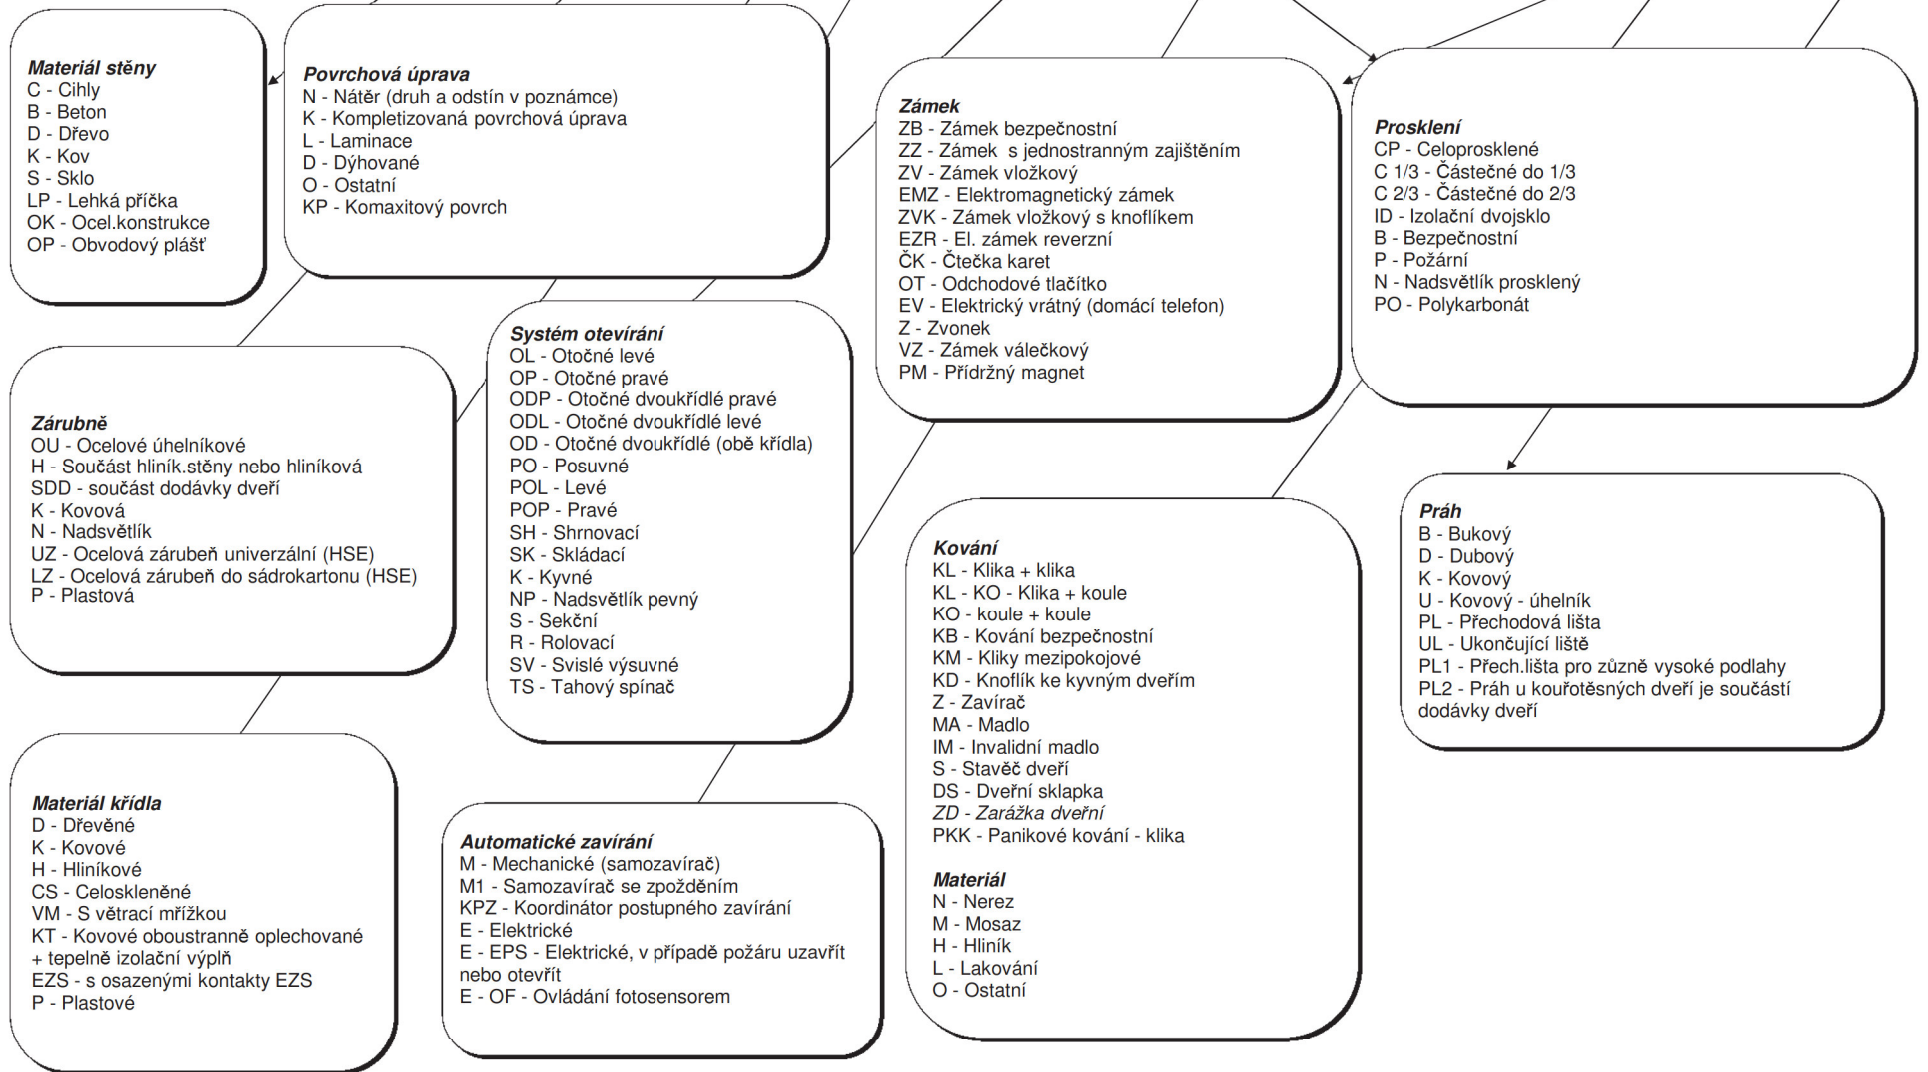 Materiál stěny
C - Cihly
B - Beton
D - Dřevo
K - Kov
S - Sklo
LP - Lehká příčka
OK - Ocel.konstrukce
OP - Obvodový plášť
Povrchová úprava
N - Nátěr (druh a odstín v poznámce)
K - Kompletizovaná povrchová úprava
L - Laminace
D - Dýhované
O - Ostatní
KP - Komaxitový povrch
Zámek
ZB - Zámek bezpečnostní
ZZ - Zámek s jednostranným zajištěním
ZV - Zámek vložkový
EMZ - Elektromagnetický zámek
ZVK - Zámek vložkový s knoflíkem
EZR - El. zámek reverzní
ČK - Čtečka karet
OT - Odchodové tlačítko
EV - Elektrický vrátný (domácí telefon)
Z - Zvonek
VZ - Zámek válečkový
PM - Přídržný magnet
Prosklení
CP - Celoprosklené
C 1/3 - Částečné do 1/3
C 2/3 - Částečné do 2/3
ID - Izolační dvojsklo
B - Bezpečnostní
P - Požární
N - Nadsvětlík prosklený
PO - Polykarbonát
Zárubně
OU - Ocelové úhelníkové
H - Součást hliník.stěny nebo hliníková
SDD - součást dodávky dveří
K - Kovová
N - Nadsvětlík
UZ - Ocelová zárubeň univerzální (HSE)
LZ - Ocelová zárubeň do sádrokartonu (HSE)
P - Plastová
Systém otevírání
OL - Otočné levé
OP - Otočné pravé
ODP - Otočné dvoukřídlé pravé
ODL - Otočné dvoukřídlé levé
OD - Otočné dvoukřídlé (obě křídla)
PO - Posuvné
POL - Levé
POP - Pravé
SH - Shrnovací
SK - Skládací
K - Kyvné
NP - Nadsvětlík pevný
S - Sekční
R - Rolovací
SV - Svislé výsuvné
TS - Tahový spínač
Kování
KL - Klika + klika
KL - KO - Klika + koule
KO - koule + koule
KB - Kování bezpečnostní
KM - Kliky mezipokojové
KD - Knoflík ke kyvným dveřím
Z - Zavírač
MA - Madlo
IM - Invalidní madlo
S - Stavěč dveří
DS - Dveřní sklapka
ZD - Zarážka dveřní
PKK - Panikové kování - klika
Materiál
N - Nerez
M - Mosaz
H - Hliník
L - Lakování
O - Ostatní
Práh
B - Bukový
D - Dubový
K - Kovový
U - Kovový - úhelník
PL - Přechodová lišta
UL - Ukončující liště
PL1 - Přech.lišta pro zůzně vysoké podlahy
PL2 - Práh u kouřotěsných dveří je součástí
dodávky dveří
Materiál křídla
D - Dřevěné
K - Kovové
H - Hliníkové
CS - Celoskleněné
VM - S větrací mřížkou
KT - Kovové oboustranně oplechované
+ tepelně izolační výplň
EZS - s osazenými kontakty EZS
P - Plastové
Automatické zavírání
M - Mechanické (samozavírač)
M1 - Samozavírač se zpožděním
KPZ - Koordinátor postupného zavírání
E - Elektrické
E - EPS - Elektrické, v případě požáru uzavřít
nebo otevřít
E - OF - Ovládání fotosensorem